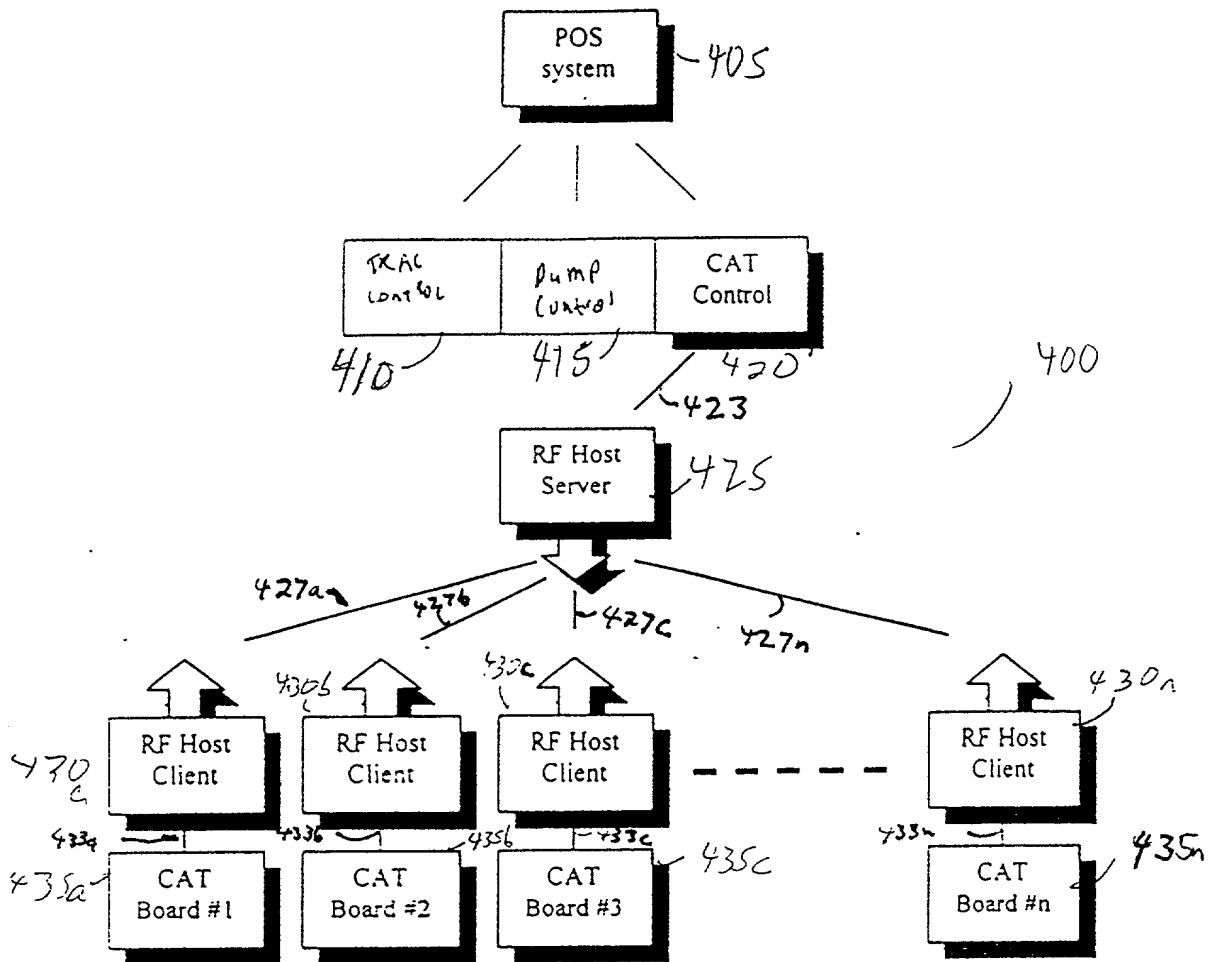 POS
system
405
TRAC
CONTROL
Pump
Control
CAT
Control
410
415
420
423
400
RF Host
Server
425
427a
427b
427c
427n
430b
430c
430n
430
a
RF Host
Client
RF Host
Client
RF Host
Client
RF Host
Client
433a
433b
433c
433n
435a
435b
435c
435n
CAT
Board #1
CAT
Board #2
CAT
Board #3
CAT
Board #n